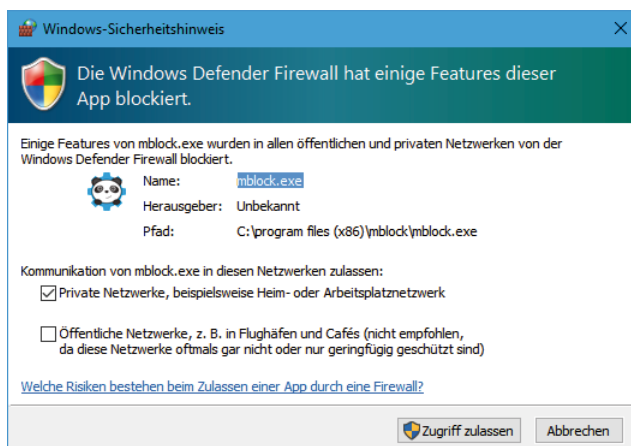 Windows-Sicherheitshinweis
Die Windows Defender Firewall hat einige Features dieser
App blockiert.
Einige Features von mblock.exe wurden in allen öffentlichen und privaten Netzwerken von der
Windows Defender Firewall blockiert.
Name: mblock.exe
Herausgeber: Unbekannt
Pfad: C:\program files (x86)\mblock\mblock.exe
Kommunikation von mblock.exe in diesen Netzwerken zulassen:
Private Netzwerke, beispielsweise Heim- oder Arbeitsplatznetzwerk
Öffentliche Netzwerke, z. B. in Flughäfen und Cafés (nicht empfohlen,
da diese Netzwerke oftmals gar nicht oder nur geringfügig geschützt sind)
Welche Risiken bestehen beim Zulassen einer App durch eine Firewall?
Zugriff zulassen Abbrechen